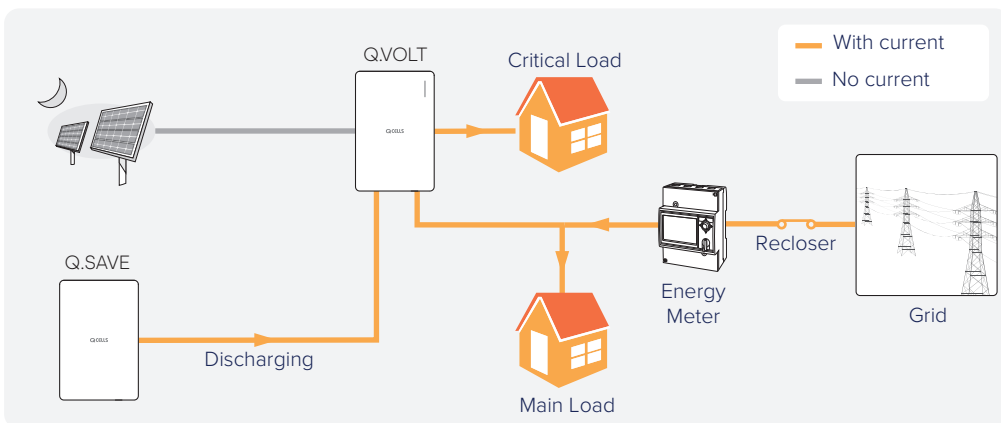 Q.VOLT
Critical Load
With current
No current
Q CELLS
Recloser
Q.SAVE
Energy
Meter
Grid
Q CELLS
Discharging
Main Load